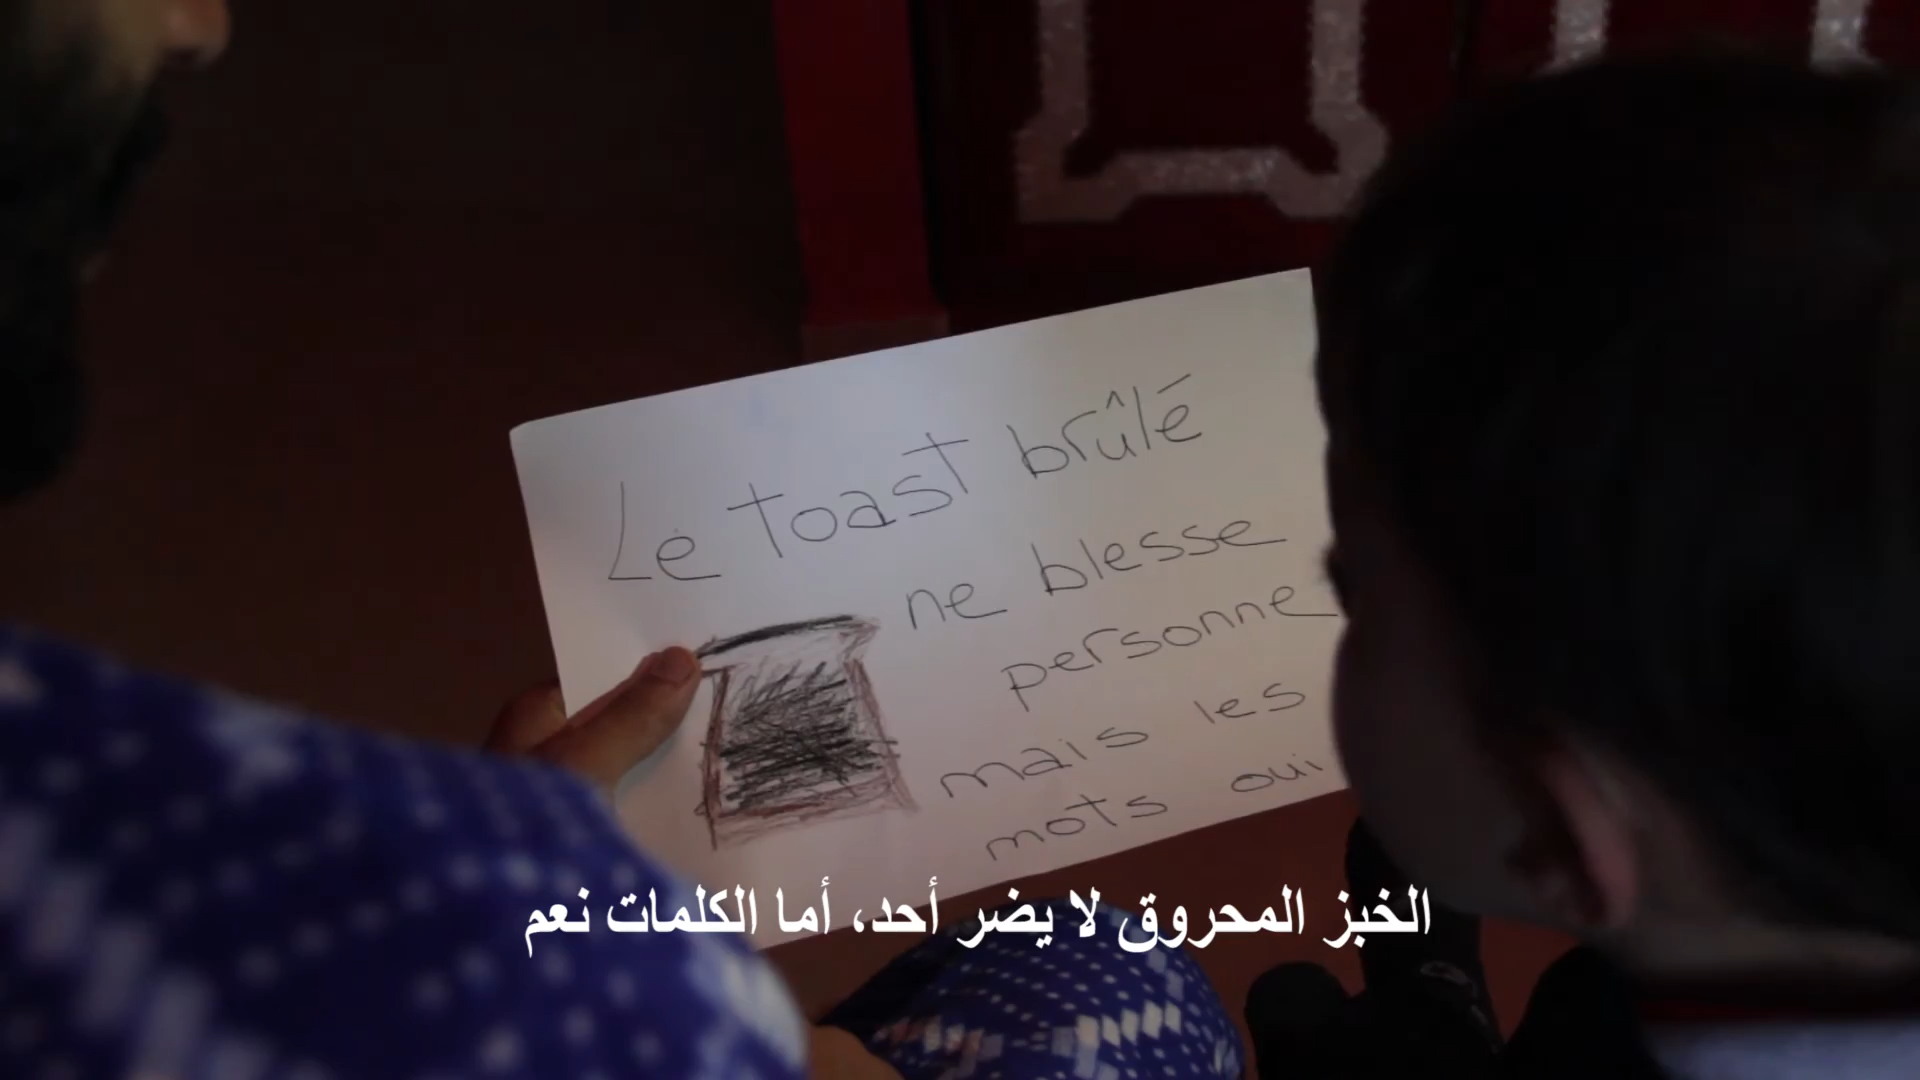 Le toast brûlé
ne blesse
personne
mais les
mots oui
الخبز المحروق لا يضر أحد، أما الكلمات نعم